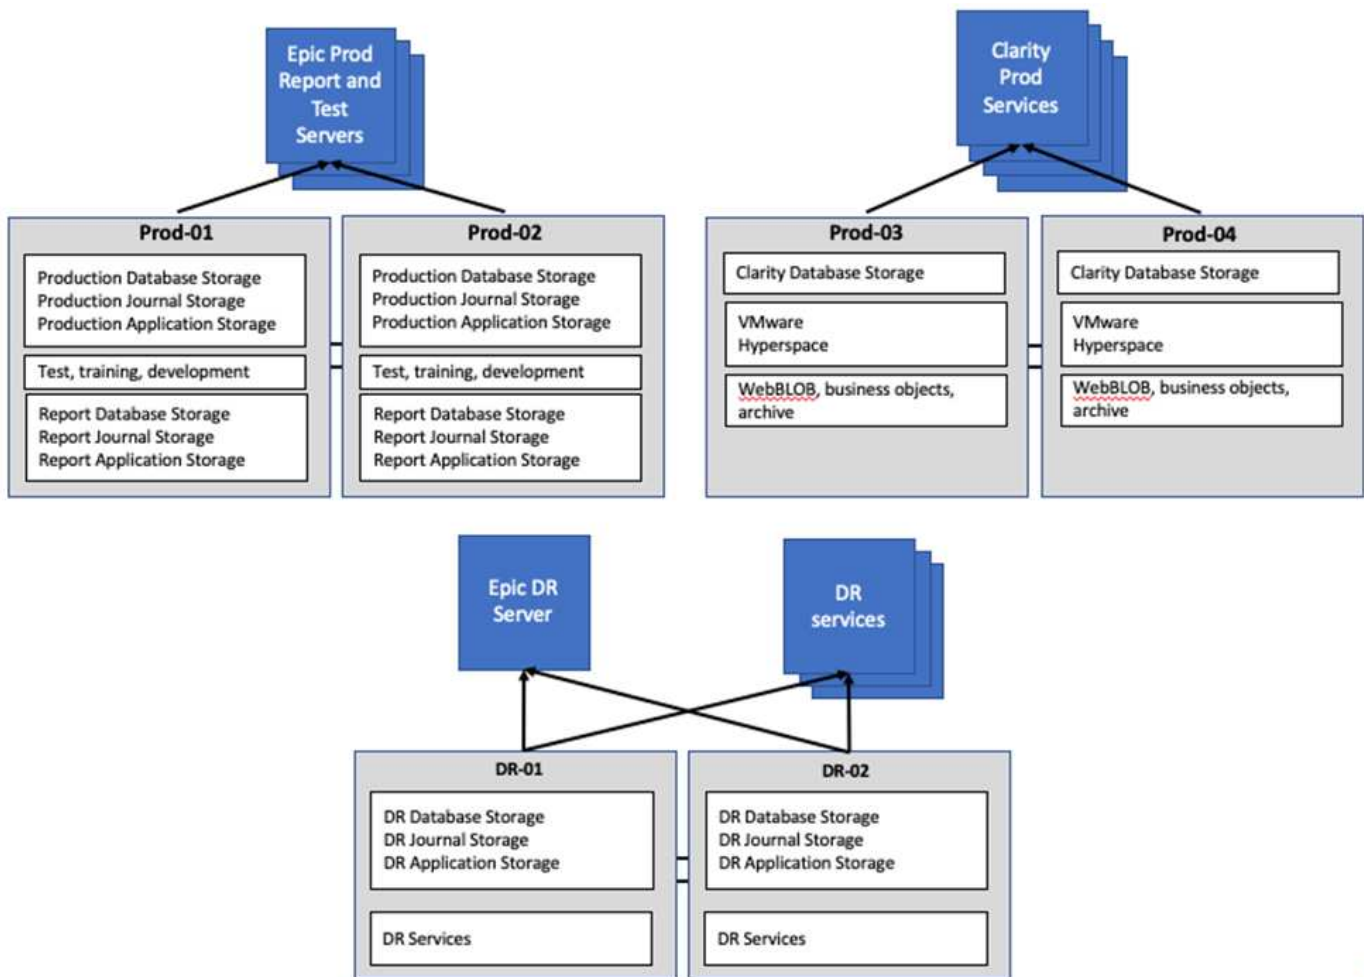 Epic Prod
Report and
Test
Servers
Clarity
Prod
Services
Prod-01
Production Database Storage
Production Journal Storage
Production Application Storage
Test, training, development
Report Database Storage
Report Journal Storage
Report Application Storage
Prod-02
Production Database Storage
Production Journal Storage
Production Application Storage
Test, training, development
Report Database Storage
Report Journal Storage
Report Application Storage
Prod-03
Clarity Database Storage
VMware
Hyperspace
WebBLOB, business objects,
archive
Prod-04
Clarity Database Storage
VMware
Hyperspace
WebBLOB, business objects,
archive
Epic DR
Server
DR
services
DR-01
DR Database Storage
DR Journal Storage
DR Application Storage
DR Services
DR-02
DR Database Storage
DR Journal Storage
DR Application Storage
DR Services